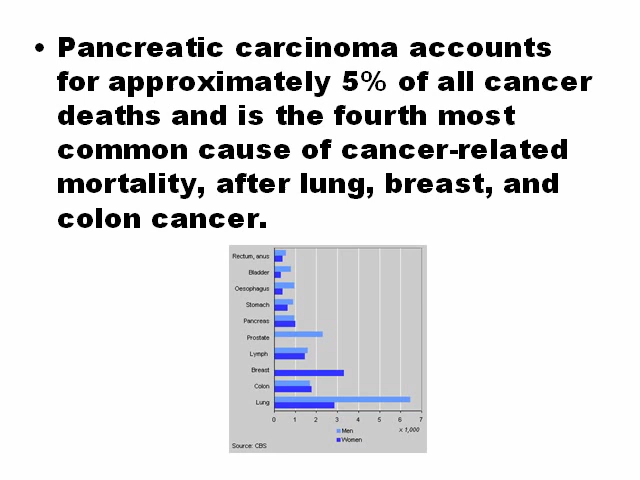 • Pancreatic carcinoma accounts
for approximately 5% of all cancer
deaths and is the fourth most
common cause of cancer-related
mortality, after lung, breast, and
colon cancer.
Rectum, anus
Bladder
Oesophagus
Stomach
Pancreas
Prostate
Lymph
Breast
Colon
Lung
0 1 2 3 4 5 6 7
Men x 1,000
Women
Source: CBS